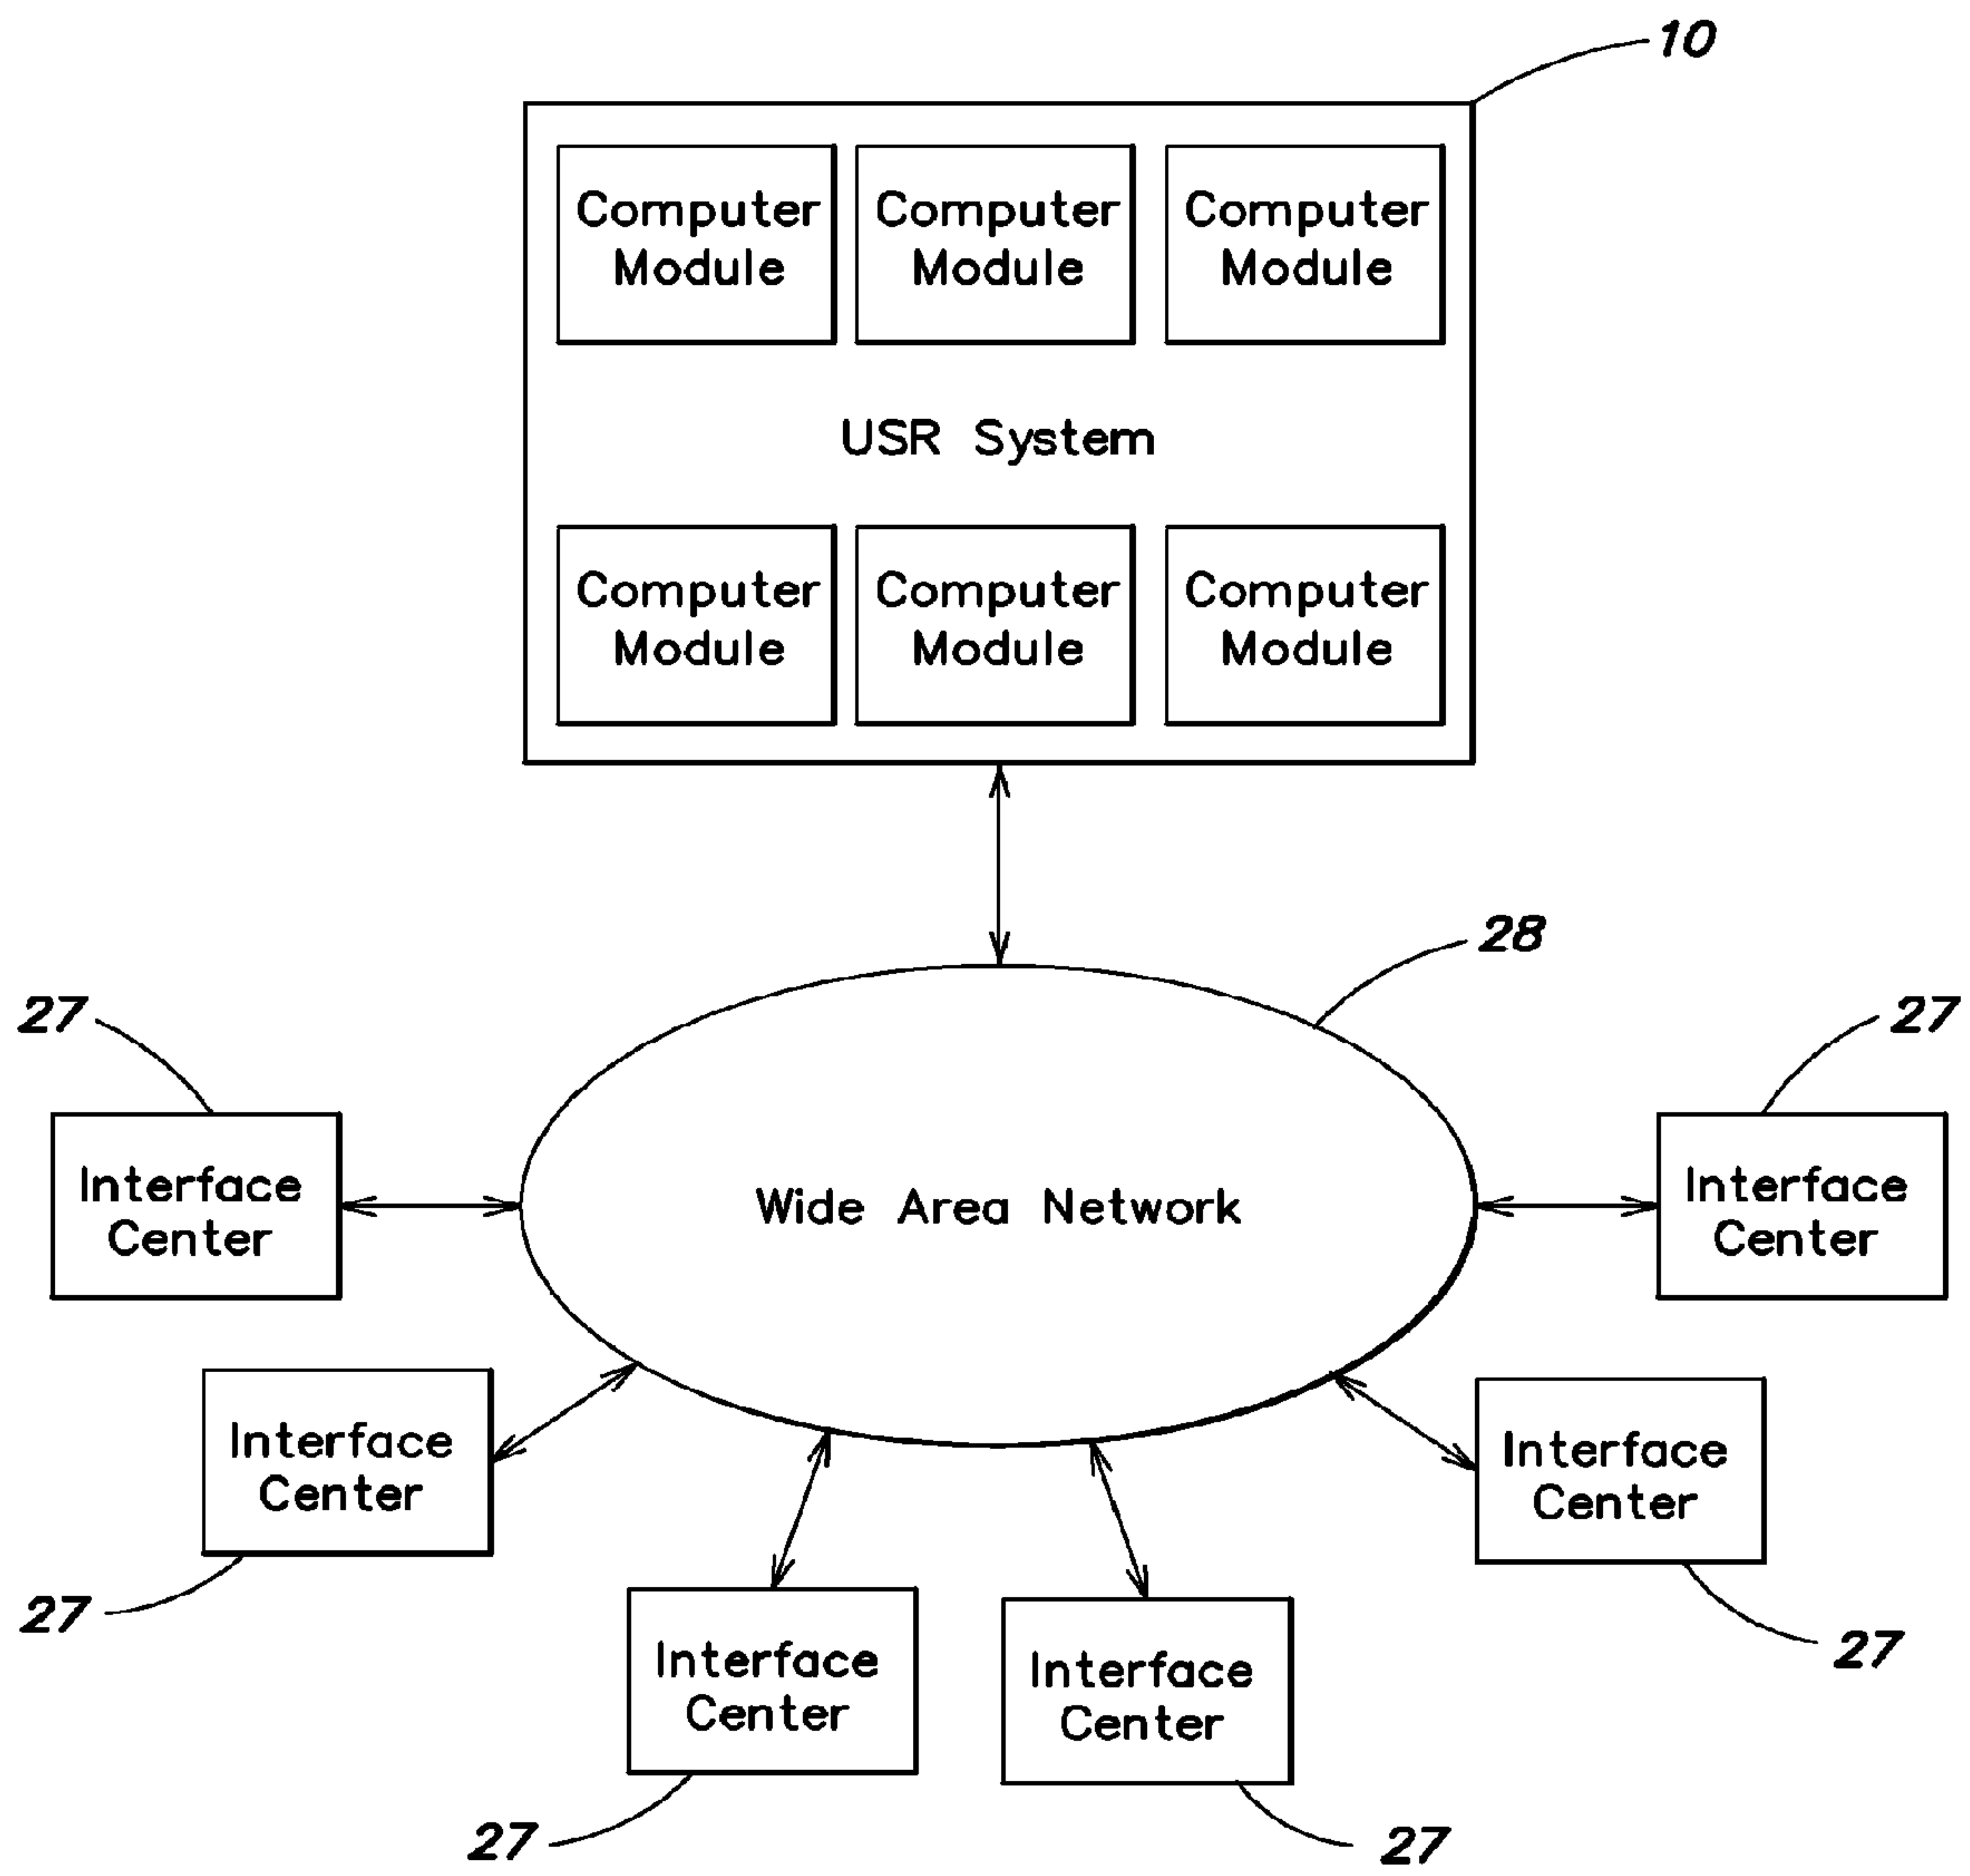 10
Computer Module
Computer Module
Computer Module
USR System
Computer Module
Computer Module
Computer Module
28
27
27
Interface
Center
Wide Area Network
Interface
Center
Interface
Center
Interface
Center
27
27
Interface
Center
Interface
Center
27
27